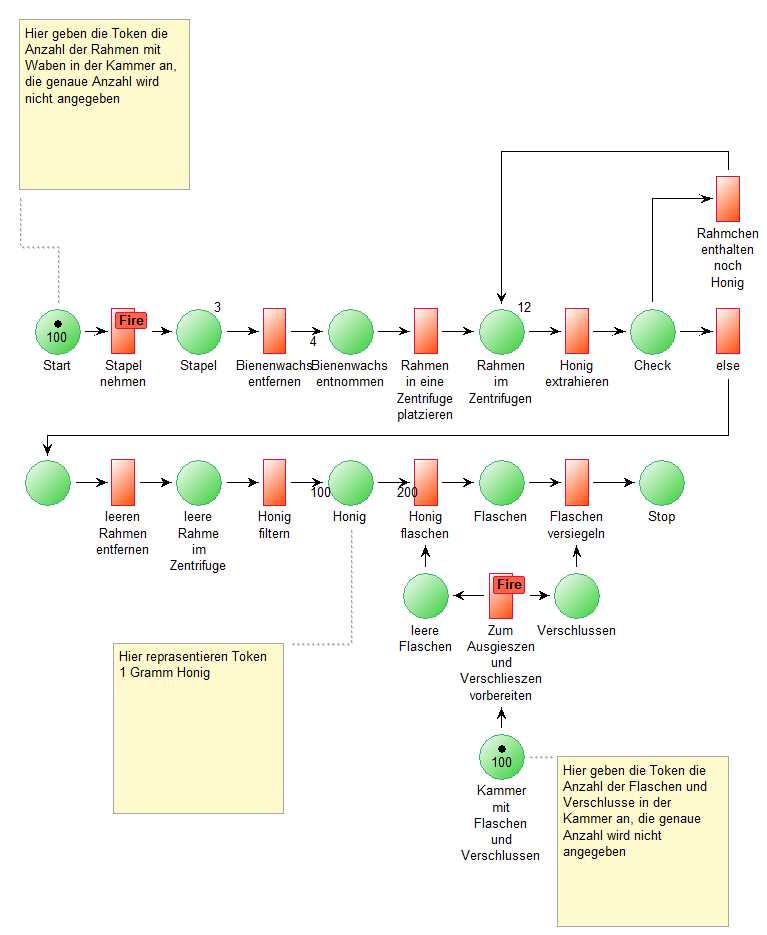 Hier geben die Token die
Anzahl der Rahmen mit
Waben in der Kammer an,
die genaue Anzahl wird
nicht angegeben
Rahmchen
enthalten
noch
Honig
100
Start
Fire
Stapel
nehmen
3
Stapel
Bienenwachs
entfernen
4
Bienenwachs
entnommen
Rahmen
in eine
Zentrifuge
platzieren
12
Rahmen
im
Zentrifugen
Honig
extrahieren
Check
else
leeren
Rahmen
entfernen
leere
Rahme
im
Zentrifuge
Honig
filtern
100
Honig
200
Honig
flaschen
Flaschen
Flaschen
versiegeln
Stop
leere
Flaschen
Fire
Zum
Ausgieszen
und
Verschlieszen
vorbereiten
Verschlussen
Hier reprasentieren Token
1 Gramm Honig
100
Kammer
mit
Flaschen
und
Verschlussen
Hier geben die Token die
Anzahl der Flaschen und
Verschlusse in der
Kammer an, die genaue
Anzahl wird nicht
angegeben